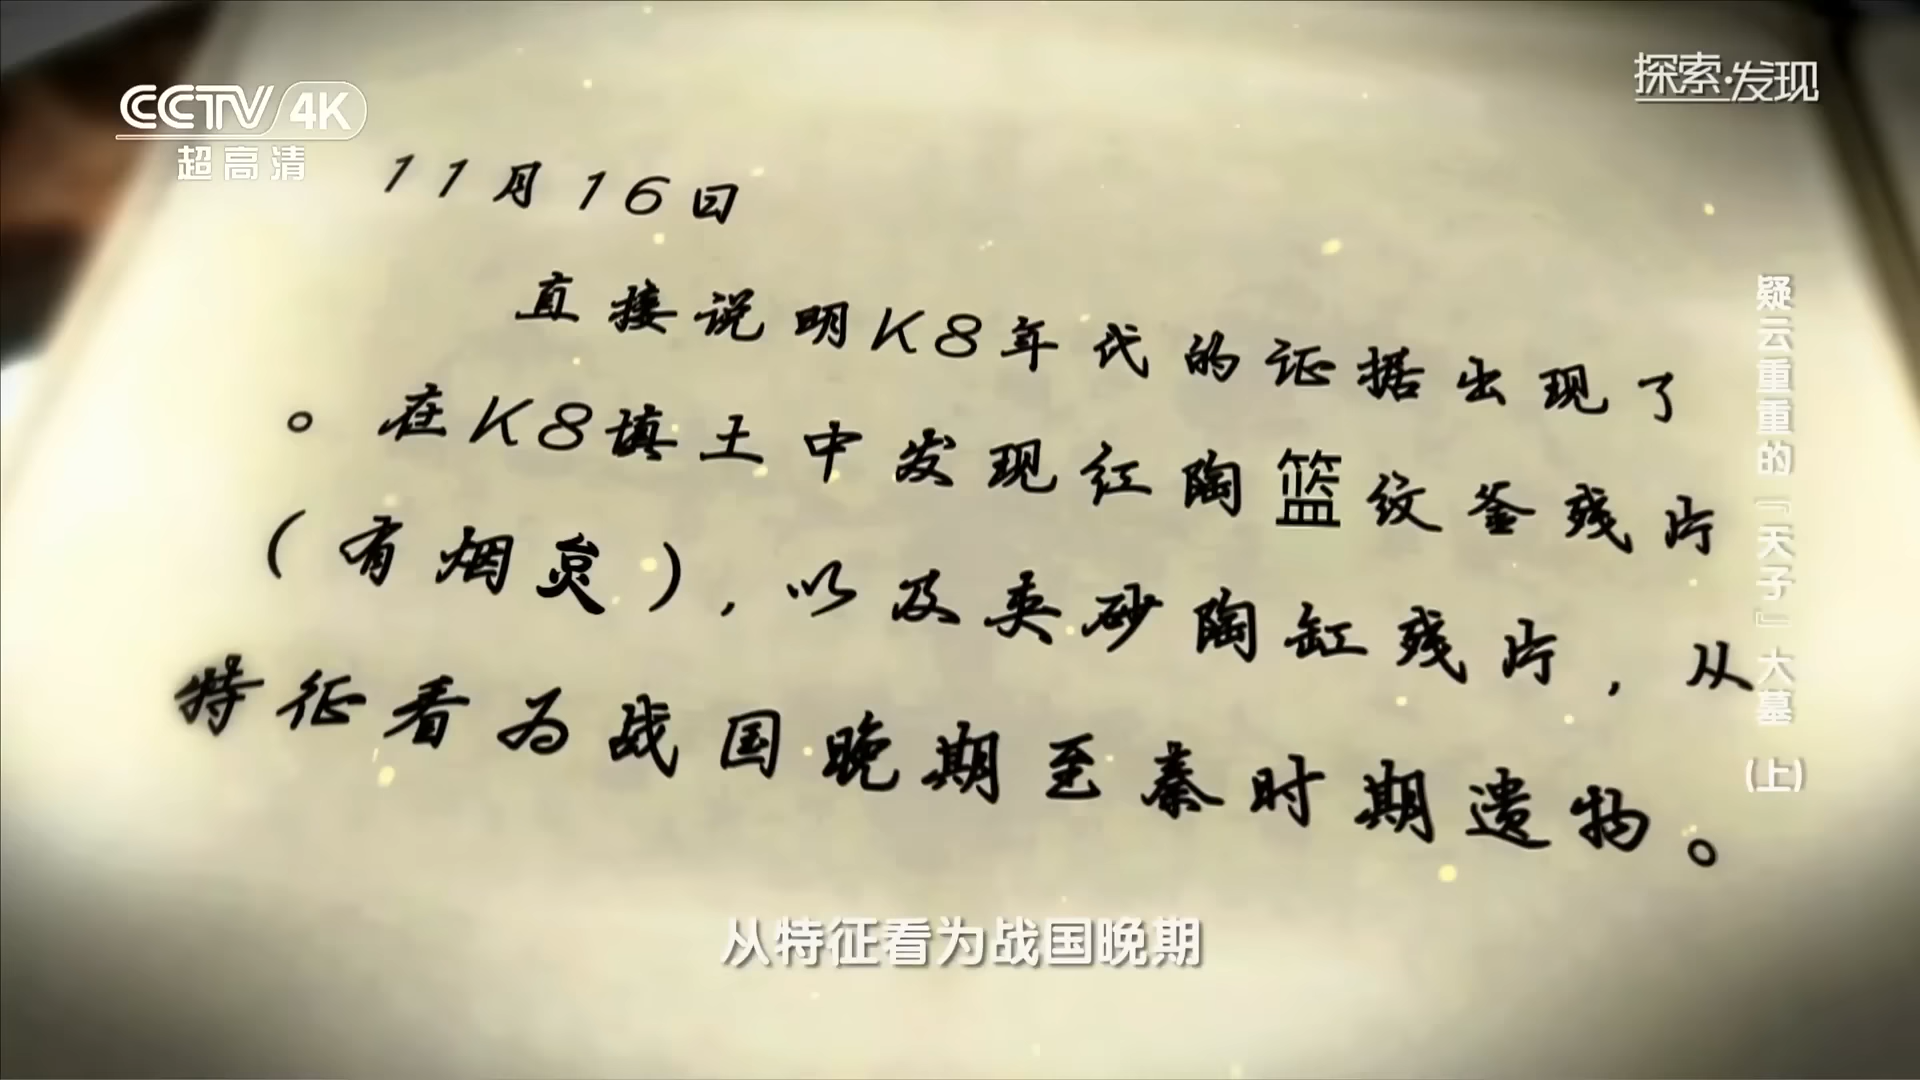 CCTV 4K
超高清
探索·发现
11月16日
直接说明K8年代的证据出现了
。在K8填土中发现红陶篮纹釜残片
（有烟炱），以及夹砂陶缸残片，从
特征看为战国晚期至秦时期遗物。
疑云重重的『天子』大墓(上)
从特征看为战国晚期